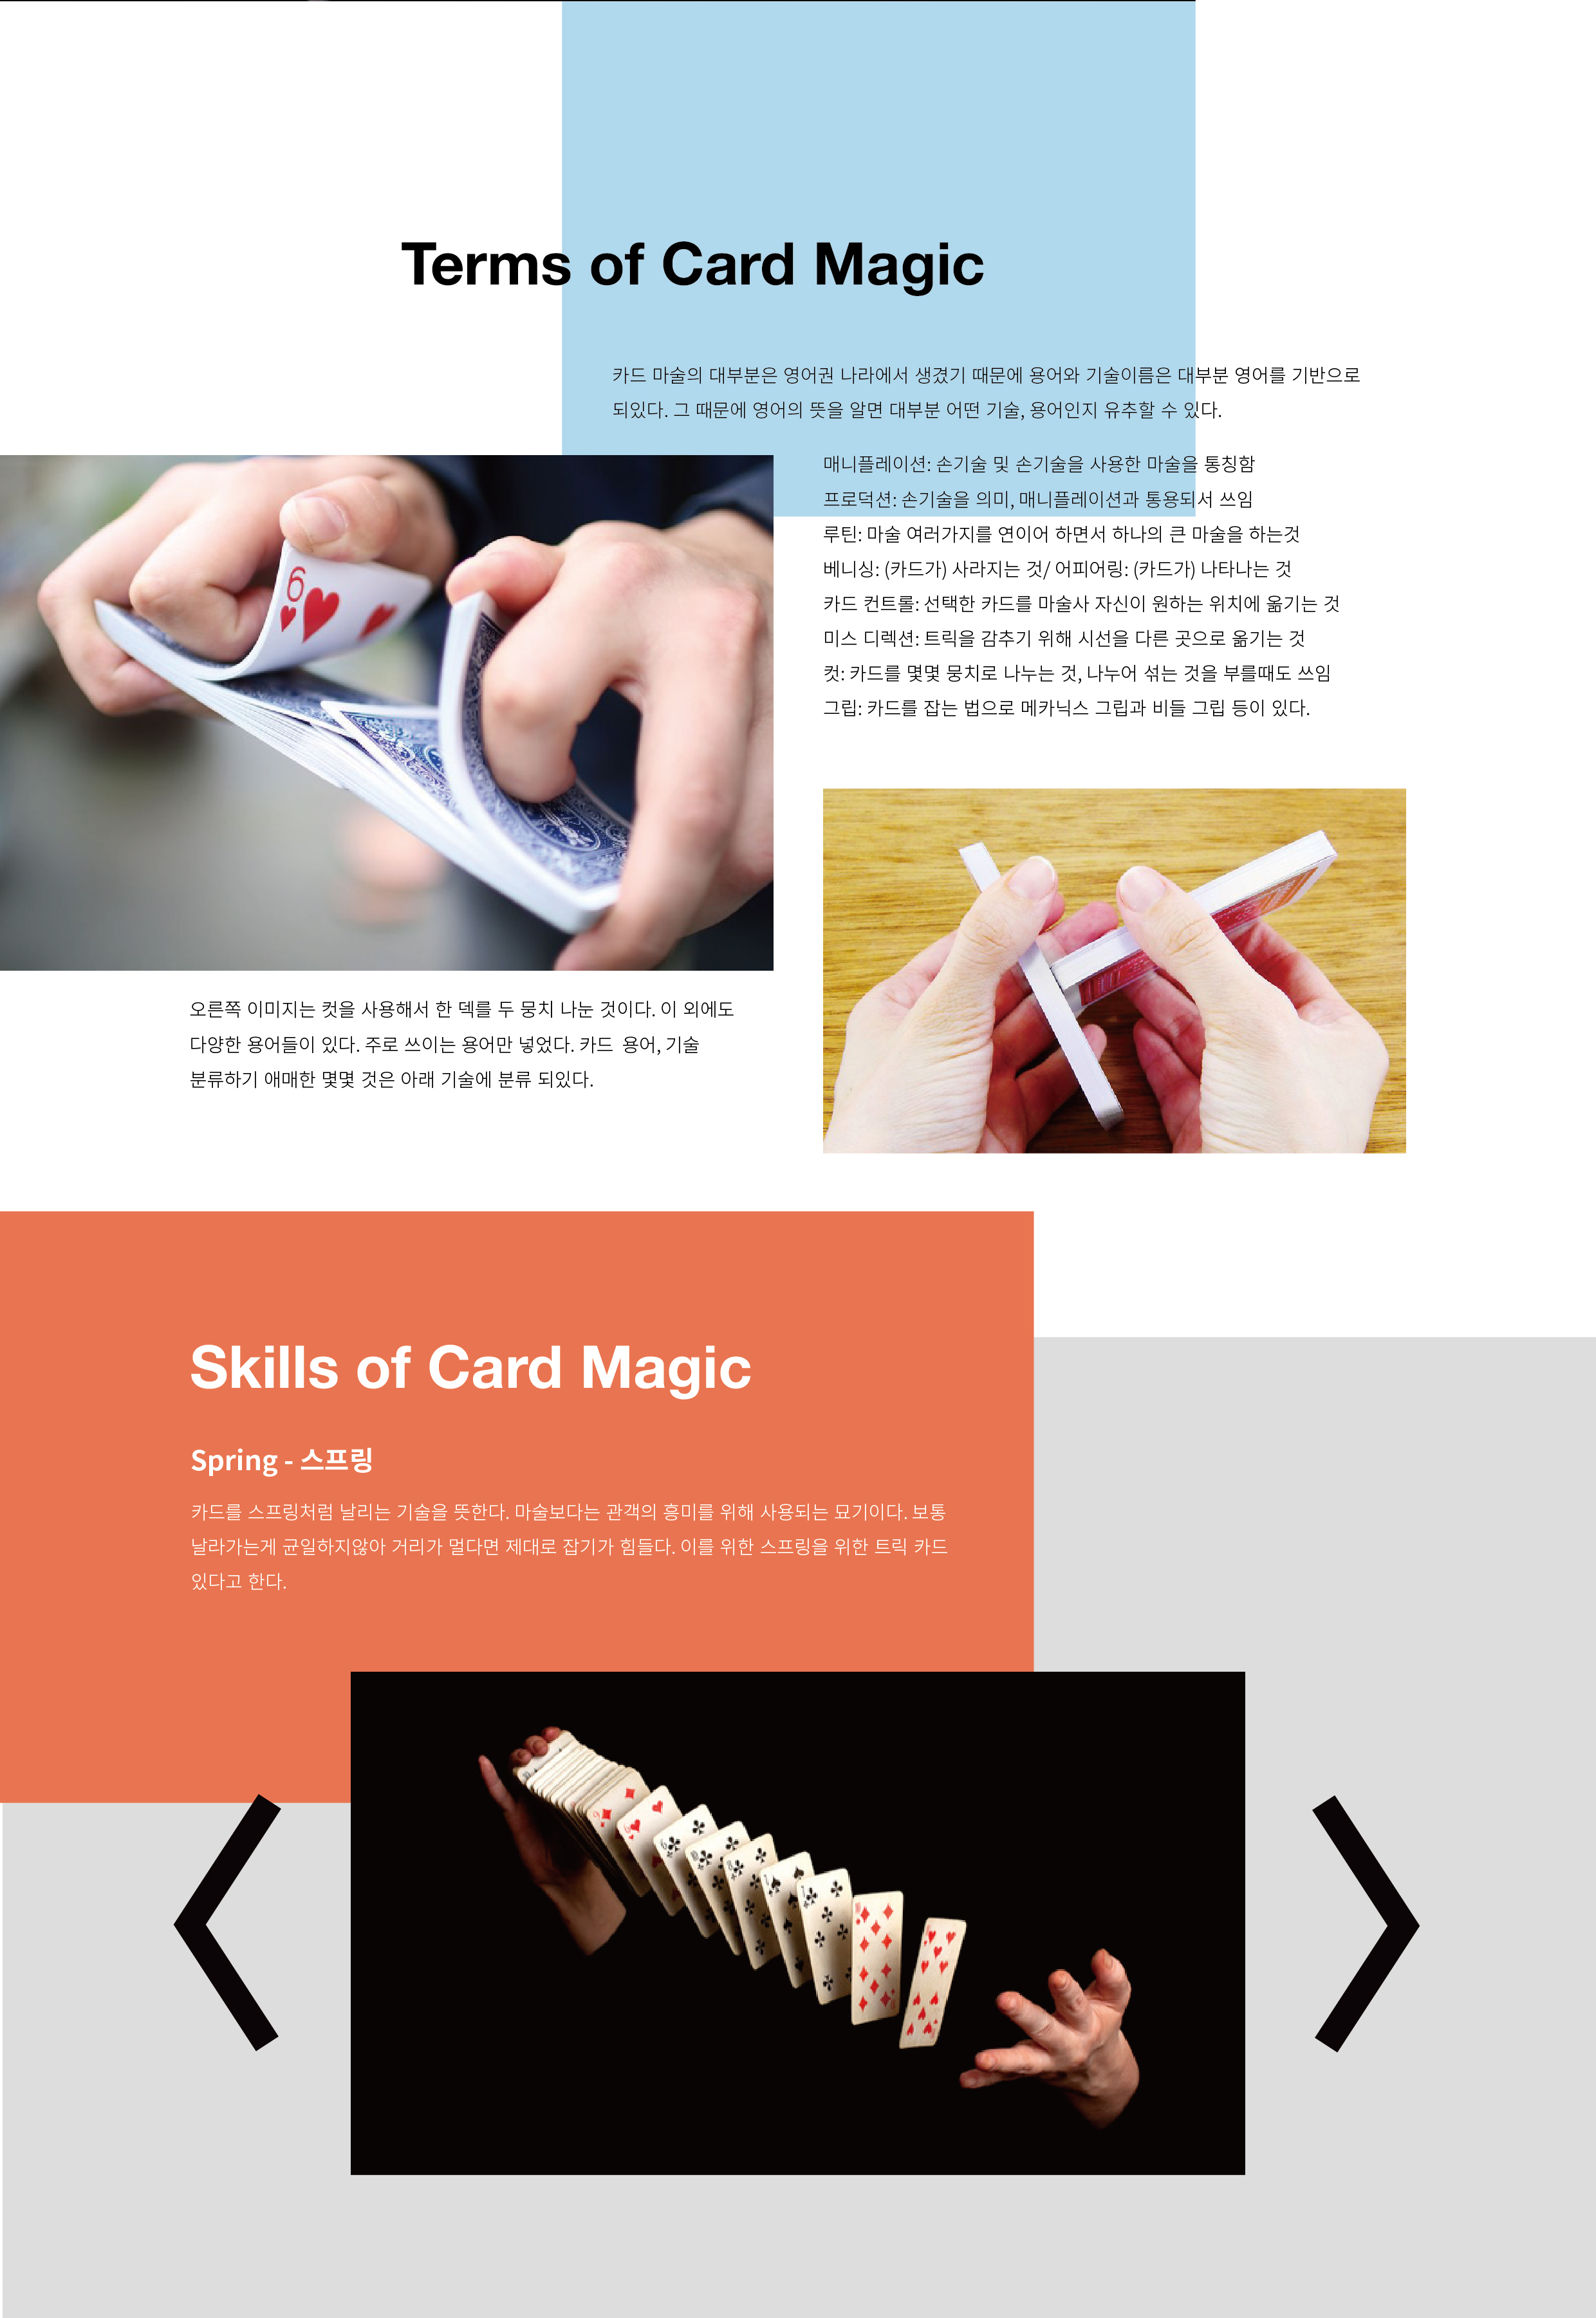 Terms of Card Magic
카드 마술의 대부분은 영어권 나라에서 생겼기 때문에 용어와 기술이름은 대부분 영어를 기반으로
되있다. 그 때문에 영어의 뜻을 알면 대부분 어떤 기술, 용어인지 유추할 수 있다.
매니플레이션: 손기술 및 손기술을 사용한 마술을 통칭함
프로덕션: 손기술을 의미, 매니플레이션과 통용되서 쓰임
루틴: 마술 여러가지를 연이어 하면서 하나의 큰 마술을 하는것
베니싱: (카드가) 사라지는 것/ 어피어링: (카드가) 나타나는 것
카드 컨트롤: 선택한 카드를 마술사 자신이 원하는 위치에 옮기는 것
미스 디렉션: 트릭을 감추기 위해 시선을 다른 곳으로 옮기는 것
컷: 카드를 몇몇 뭉치로 나누는 것, 나누어 섞는 것을 부를때도 쓰임
그립: 카드를 잡는 법으로 메카닉스 그립과 비들 그립 등이 있다.
6
오른쪽 이미지는 컷을 사용해서 한 덱를 두 뭉치 나눈 것이다. 이 외에도
다양한 용어들이 있다. 주로 쓰이는 용어만 넣었다. 카드 용어, 기술
분류하기 애매한 몇몇 것은 아래 기술에 분류 되있다.
Skills of Card Magic
Spring - 스프링
카드를 스프링처럼 날리는 기술을 뜻한다. 마술보다는 관객의 흥미를 위해 사용되는 묘기이다. 보통
날라가는게 균일하지않아 거리가 멀다면 제대로 잡기가 힘들다. 이를 위한 스프링을 위한 트릭 카드
있다고 한다.